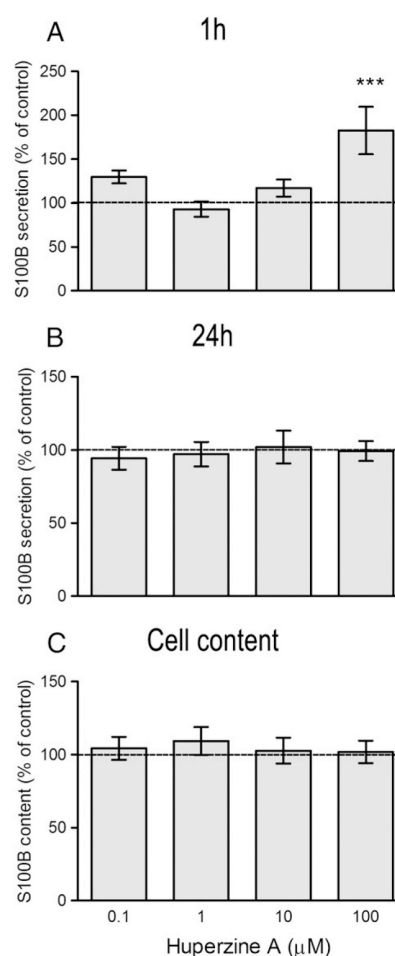 A
1h
S100B secretion (% of control)
250
200
150
100
50
0
***
B
24h
S100B secretion (% of control)
150
100
50
0
C
Cell content
S100B content (% of control)
150
100
50
0
0.1 1 10 100
Huperzine A (μM)